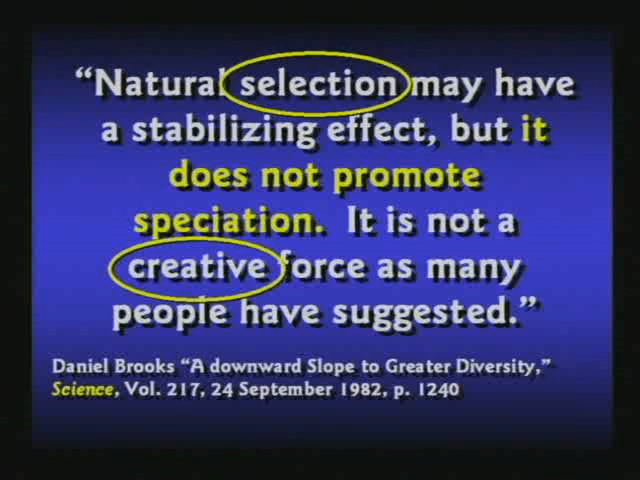 “Natural selection may have
a stabilizing effect, but it
does not promote
speciation. It is not a
creative force as many
people have suggested.”
Daniel Brooks “A downward Slope to Greater Diversity,”
Science, Vol. 217, 24 September 1982, p. 1240